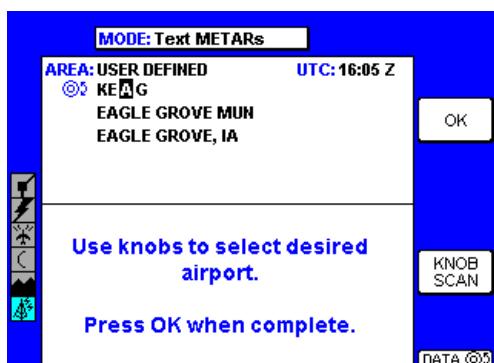 MODE: Text METARs
AREA: USER DEFINED UTC: 16:05 Z
KEAG
EAGLE GROVE MUN
EAGLE GROVE, IA
OK
Use knobs to select desired
airport.
KNOB
SCAN
Press OK when complete.
DATA